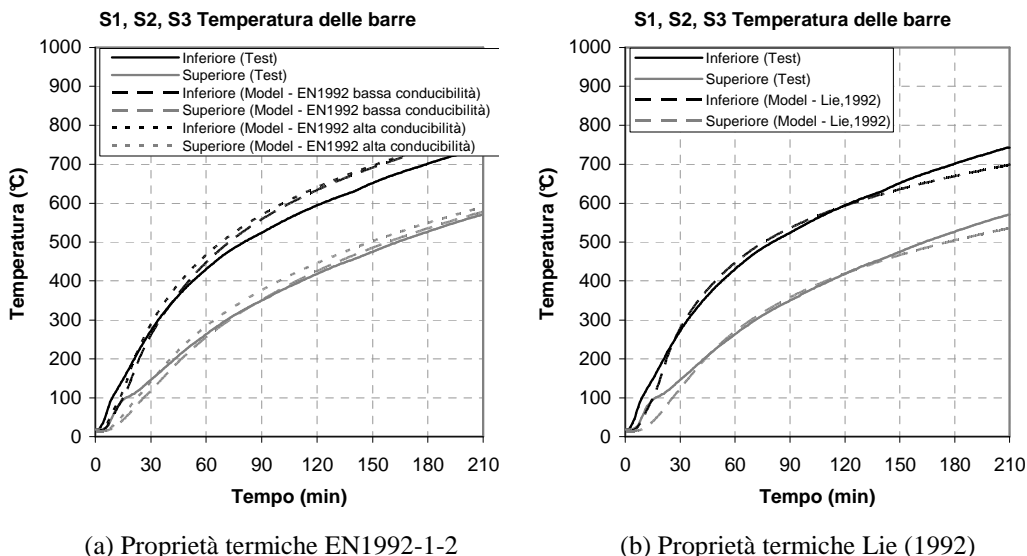 S1, S2, S3 Temperatura delle barre
1000
900
800
700
600
500
400
300
200
100
0
Temperatura (°C)
Inferiore (Test)
Superiore (Test)
Inferiore (Model - EN1992 bassa conducibilità)
Superiore (Model - EN1992 bassa conducibilità)
Inferiore (Model - EN1992 alta conducibilità)
Superiore (Model - EN1992 alta conducibilità)
0 30 60 90 120 150 180 210
Tempo (min)
(a) Proprietà termiche EN1992-1-2
S1, S2, S3 Temperatura delle barre
1000
900
800
700
600
500
400
300
200
100
0
Temperatura (°C)
Inferiore (Test)
Superiore (Test)
Inferiore (Model - Lie,1992)
Superiore (Model - Lie,1992)
0 30 60 90 120 150 180 210
Tempo (min)
(b) Proprietà termiche Lie (1992)